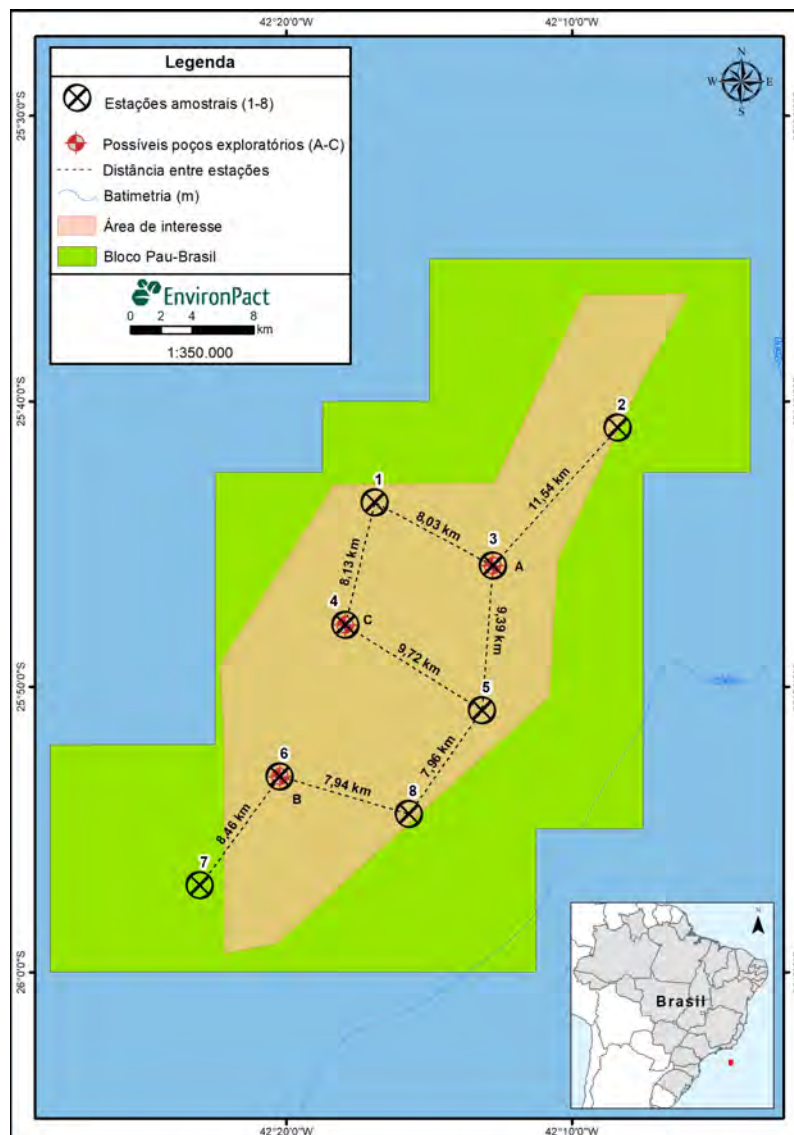 42°20'0"W 42°10'0"W
Legenda
Estações amostrais (1-8)
Possíveis poços exploratórios (A-C)
Distância entre estações
Batimetria (m)
Área de interesse
Bloco Pau-Brasil
EnvironPact
0 2 4 8
km
1:350.000
N
W E
S
25°30'0"S
25°40'0"S
25°50'0"S
26°0'0"S
2
11,54 km
1
8,03 km
3
A
8,13 km
4
C
9,39 km
9,72 km
5
7,96 km
6
B
7,94 km
8
8,46 km
7
N
Brasil
42°20'0"W 42°10'0"W